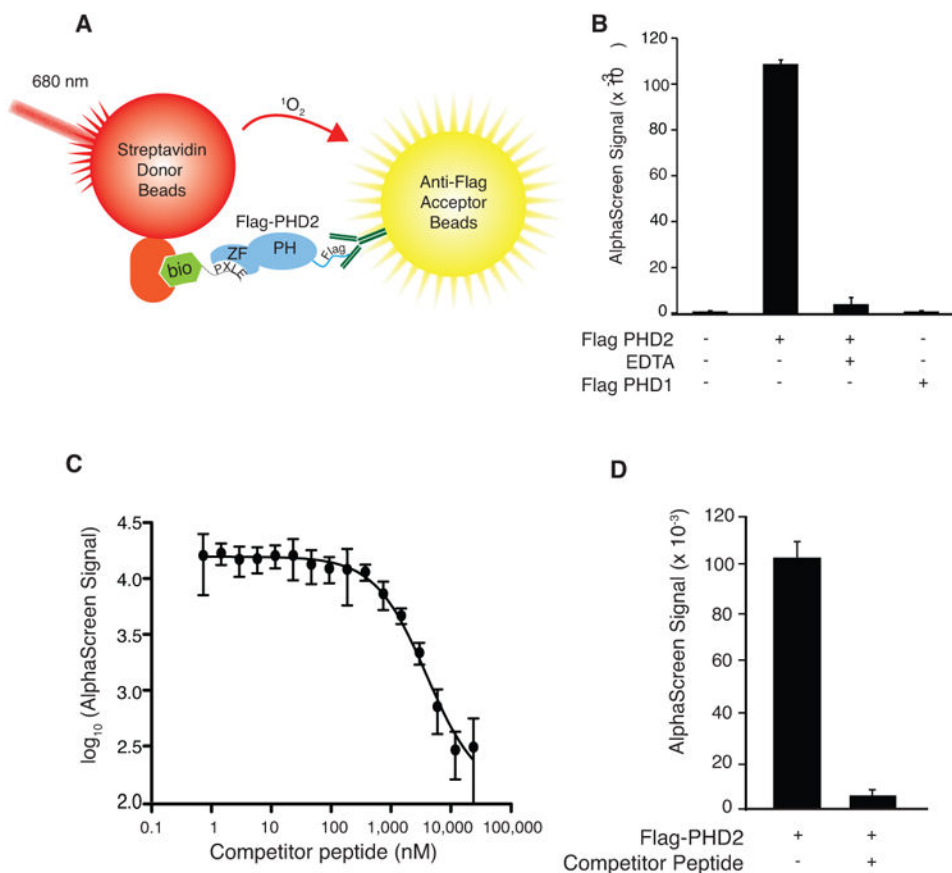 A
680 nm
¹O₂
Streptavidin
Donor
Beads
Anti-Flag
Acceptor
Beads
Flag-PHD2
bio
PXLE
ZF
PH
Flag
B
AlphaScreen Signal (x 10⁻³)
120
100
80
60
40
20
0
Flag PHD2 - + + -
EDTA - - + -
Flag PHD1 - - - +
C
log₁₀ (AlphaScreen Signal)
4.5
4.0
3.5
3.0
2.5
2.0
0.1 1 10 100 1,000 10,000 100,000
Competitor peptide (nM)
D
AlphaScreen Signal (x 10⁻³)
120
100
80
60
40
20
0
Flag-PHD2 + +
Competitor Peptide - +